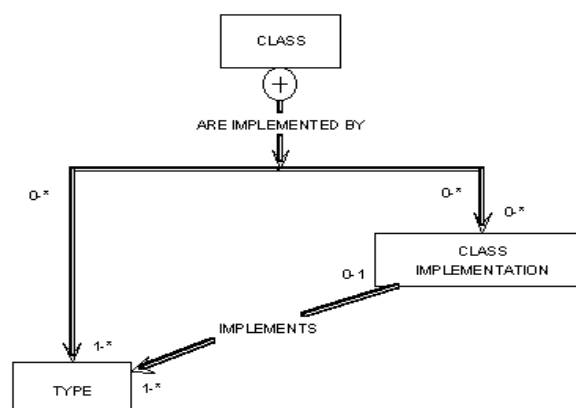 CLASS
ARE IMPLEMENTED BY
0-*
0-*
0-*
CLASS
IMPLEMENTATION
0-1
IMPLEMENTS
1-*
TYPE
1-*